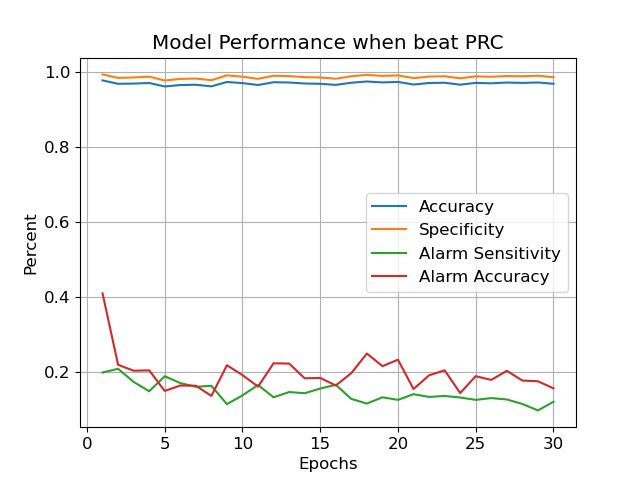 Model Performance when beat PRC
1.0
0.8
0.6
0.4
0.2
Percent
Accuracy
Specificity
Alarm Sensitivity
Alarm Accuracy
0 5 10 15 20 25 30
Epochs